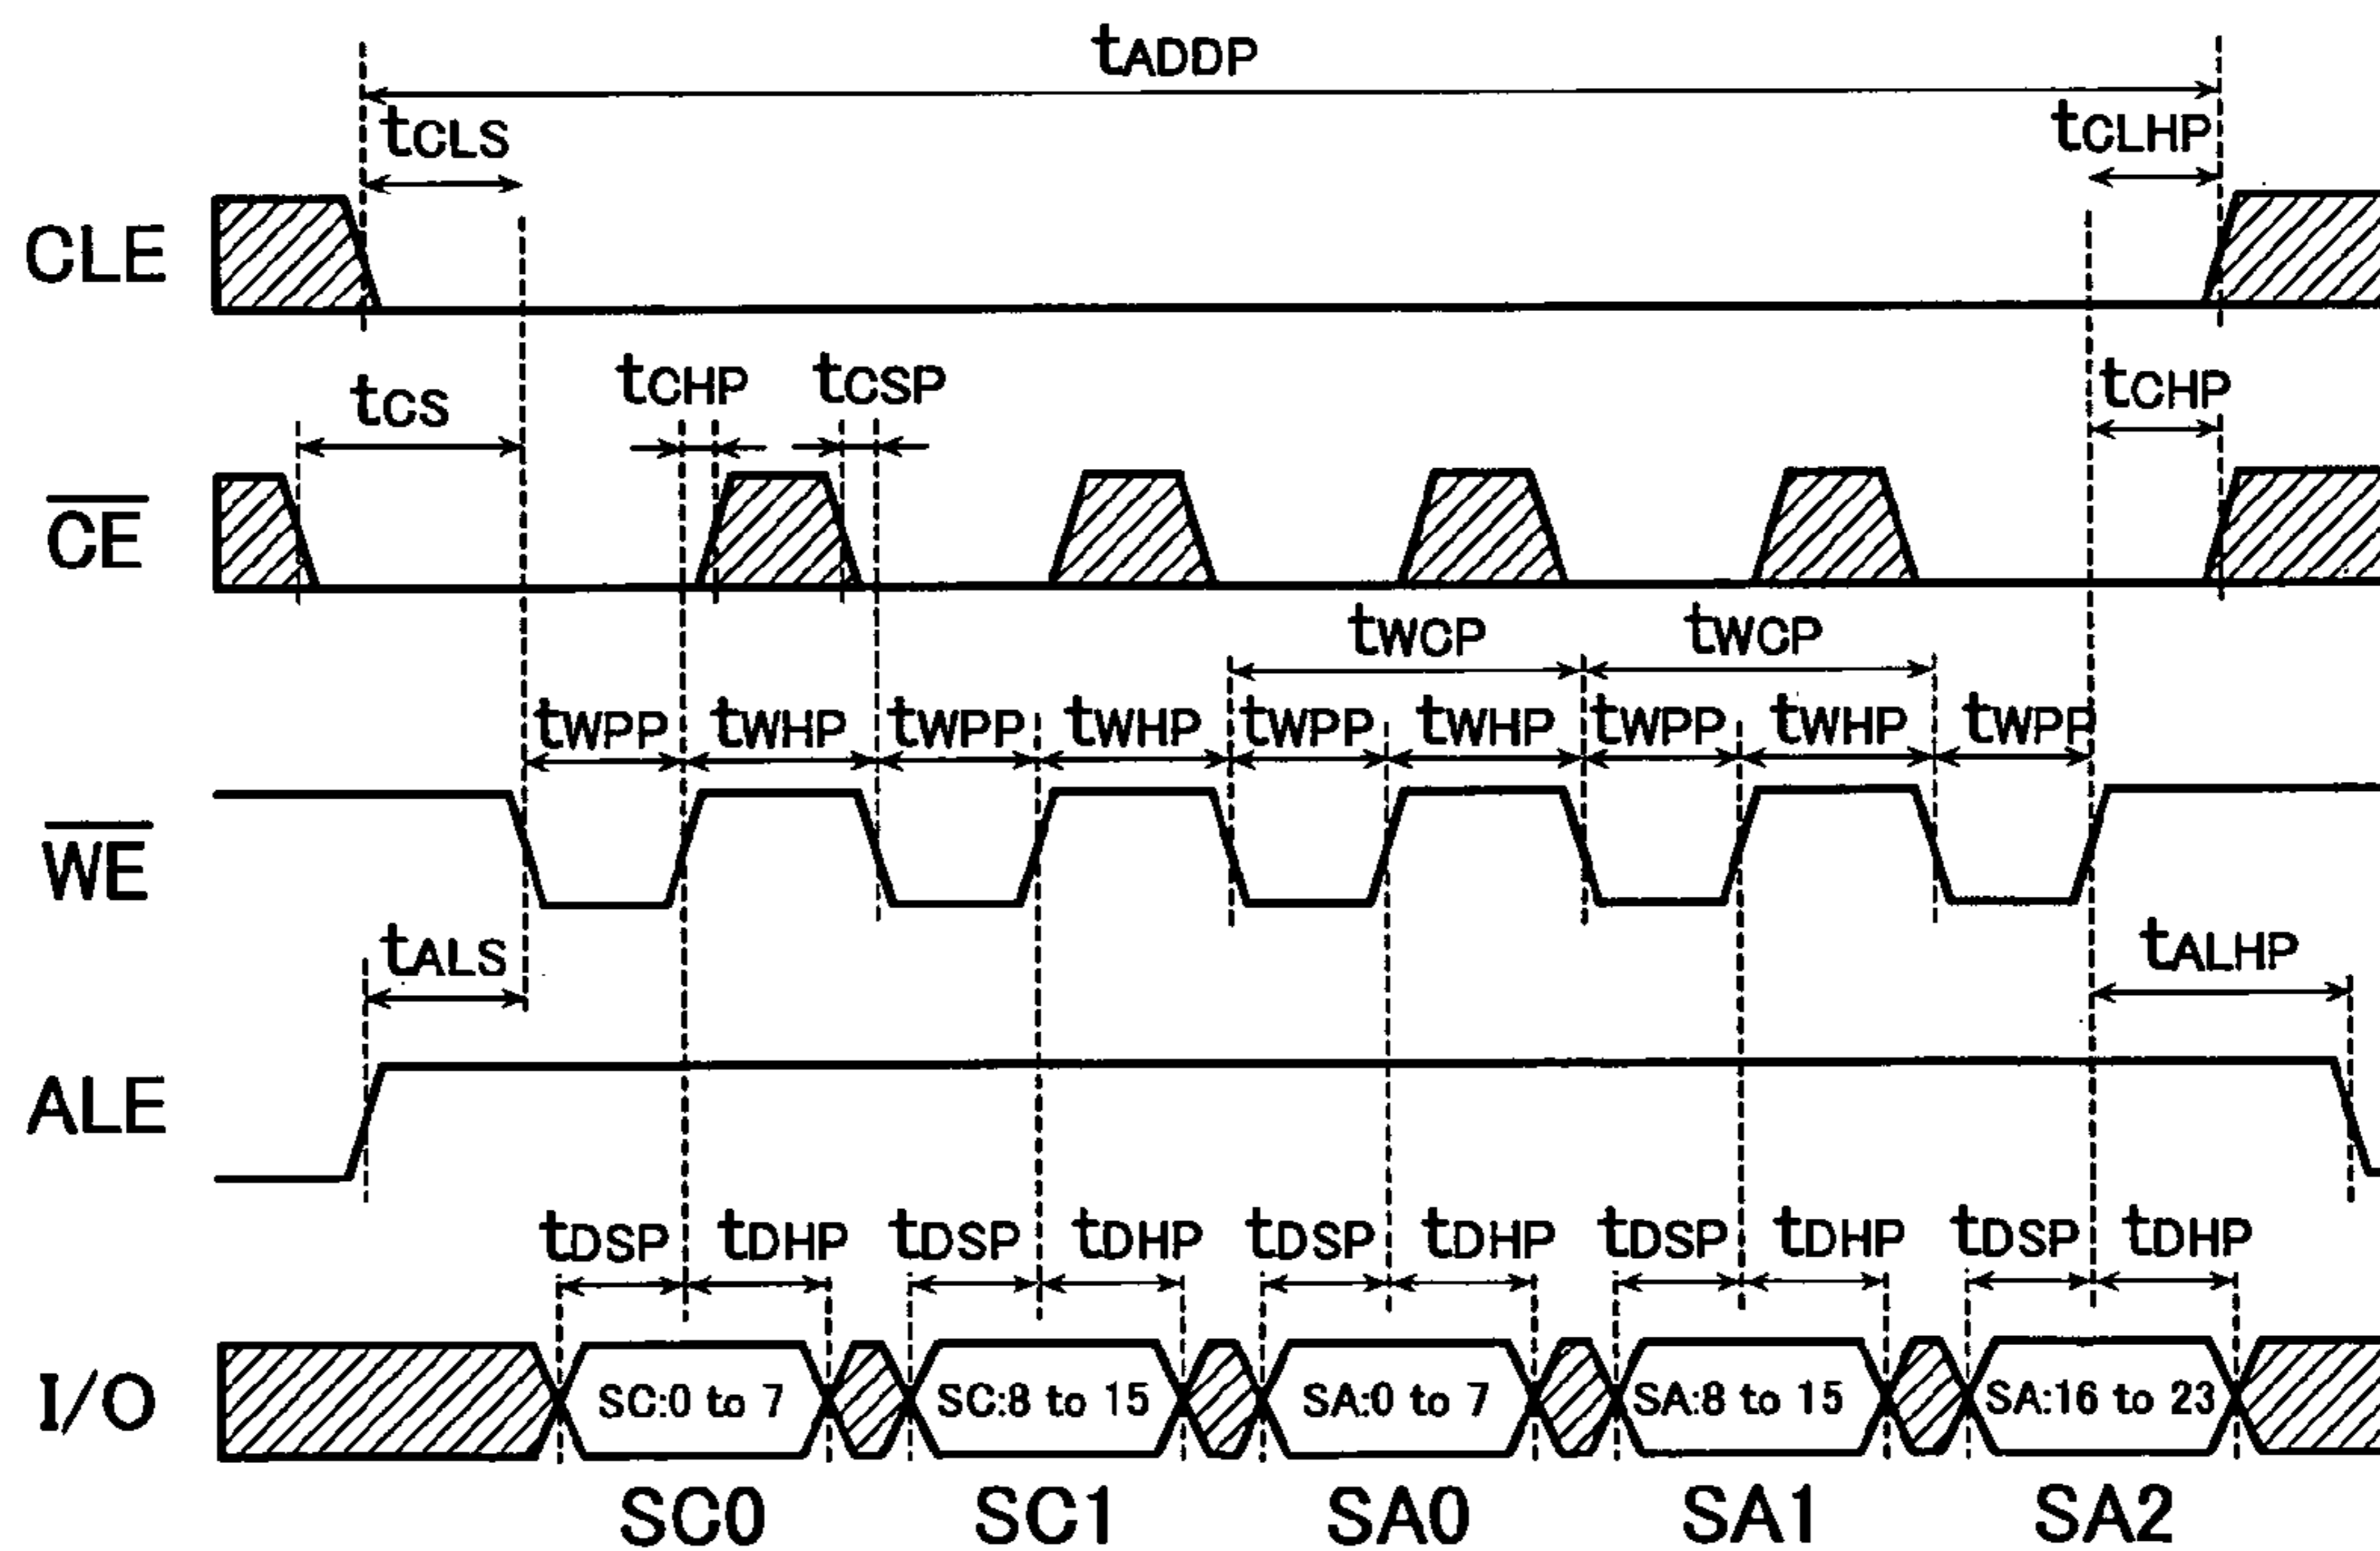 tADDP
tCLS tCLHP
CLE
tCS tCHP tCSP tCHP
CE
tWCP tWCP
tWPP tWHP tWPP tWHP tWPP tWHP tWPP tWHP tWPP
WE
tALS tALHP
ALE
tDSP tDHP tDSP tDHP tDSP tDHP tDSP tDHP tDSP tDHP
I/O SC:0 to 7 SC:8 to 15 SA:0 to 7 SA:8 to 15 SA:16 to 23
SC0 SC1 SA0 SA1 SA2